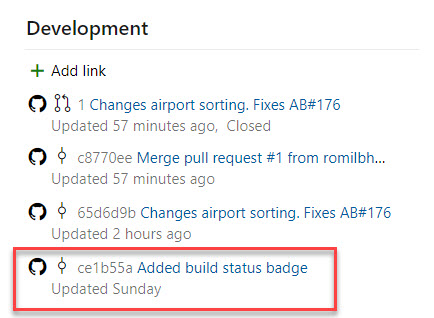 Development
+ Add link
1 Changes airport sorting. Fixes AB#176
Updated 57 minutes ago, Closed
c8770ee Merge pull request #1 from romilbh...
Updated 57 minutes ago
65d6d9b Changes airport sorting. Fixes AB#176
Updated 2 hours ago
ce1b55a Added build status badge
Updated Sunday